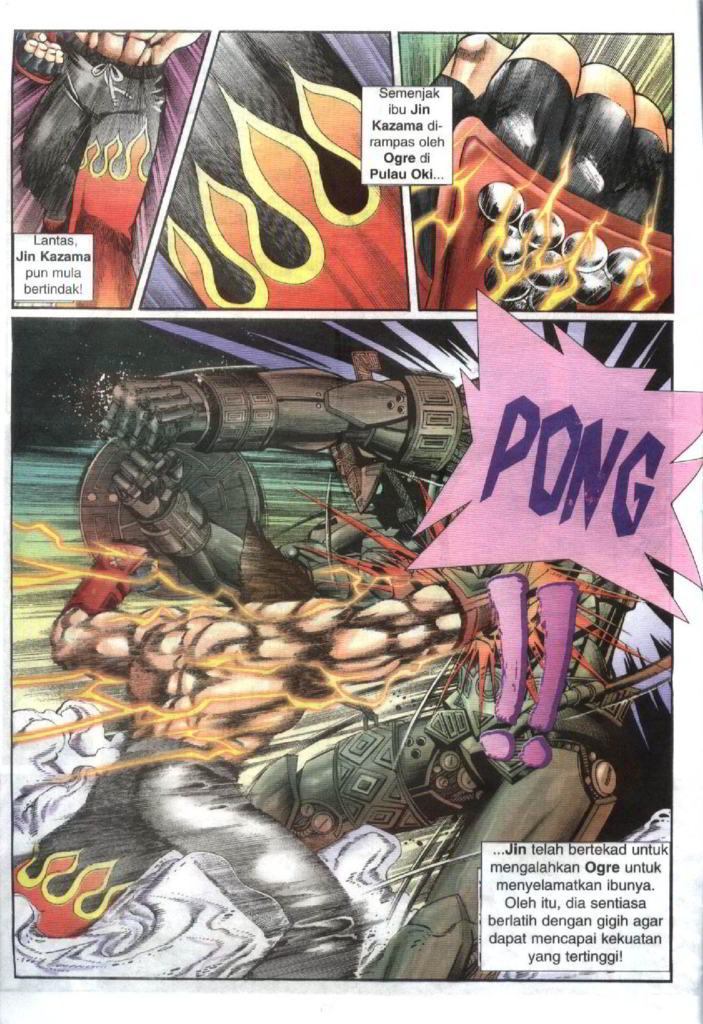 Lantas,
Jin Kazama
pun mula
bertindak!
Semenjak
ibu Jin
Kazama di-
rampas oleh
Ogre di
Pulau Oki...
PONG
!!
...Jin telah bertekad untuk
mengalahkan Ogre untuk
menyelamatkan ibunya.
Oleh itu, dia sentiasa
berlatih dengan gigih agar
dapat mencapai kekuatan
yang tertinggi!